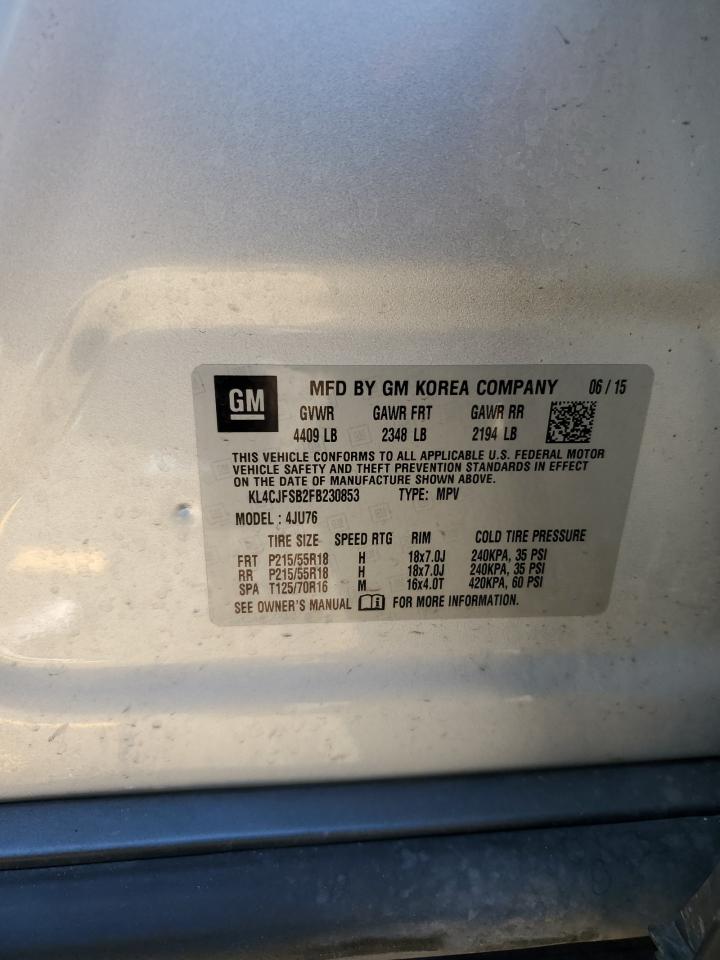 GM MFD BY GM KOREA COMPANY 06 / 15
GVWR GAWR FRT GAWR RR
4409 LB 2348 LB 2194 LB
THIS VEHICLE CONFORMS TO ALL APPLICABLE U.S. FEDERAL MOTOR
VEHICLE SAFETY AND THEFT PREVENTION STANDARDS IN EFFECT
ON THE DATE OF MANUFACTURE SHOWN ABOVE.
KL4CJFSB2FB230853 TYPE: MPV
MODEL : 4JU76
TIRE SIZE SPEED RTG RIM COLD TIRE PRESSURE
FRT P215/55R18 H 18x7.0J 240KPA, 35 PSI
RR P215/55R18 H 18x7.0J 240KPA, 35 PSI
SPA T125/70R16 M 16x4.0T 420KPA, 60 PSI
SEE OWNER'S MANUAL FOR MORE INFORMATION.